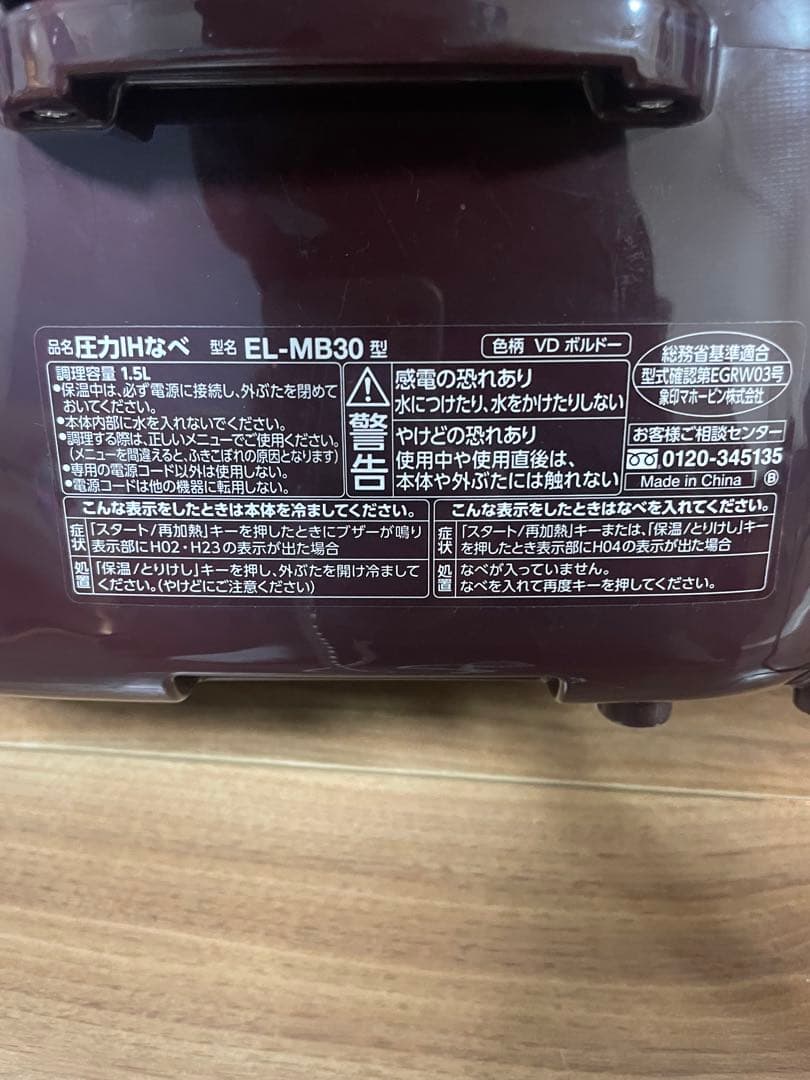 品名 圧力IHなべ 型名 EL-MB30 型 色柄 VD ボルドー
調理容量 1.5L
●保温中は、必ず電源に接続し、外ぶたを閉めて
おいてください。
●本体内部に水を入れないでください。
●調理する際は、正しいメニューでご使用ください。
(メニューを間違えると、ふきこぼれの原因となります)
●専用の電源コード以外は使用しない。
●電源コードは他の機器に転用しない。
警告
感電の恐れあり
水につけたり、水をかけたりしない
やけどの恐れあり
使用中や使用直後は、
本体や外ぶたには触れない
総務省基準適合
型式確認第EGRW03号
象印マホービン株式会社
お客様ご相談センター
0120-345135
Made in China Ⓑ
こんな表示をしたときは本体を冷ましてください。
症状 「スタート/再加熱」キーを押したときにブザーが鳴り
表示部にH02・H23の表示が出た場合
処置 「保温/とりけし」キーを押し、外ぶたを開け冷まして
ください。(やけどにご注意ください)
こんな表示をしたときはなべを入れてください。
症状 「スタート/再加熱」キーまたは、「保温/とりけし」キー
を押したとき表示部にH04の表示が出た場合
処置 なべが入っていません。
なべを入れて再度キーを押してください。